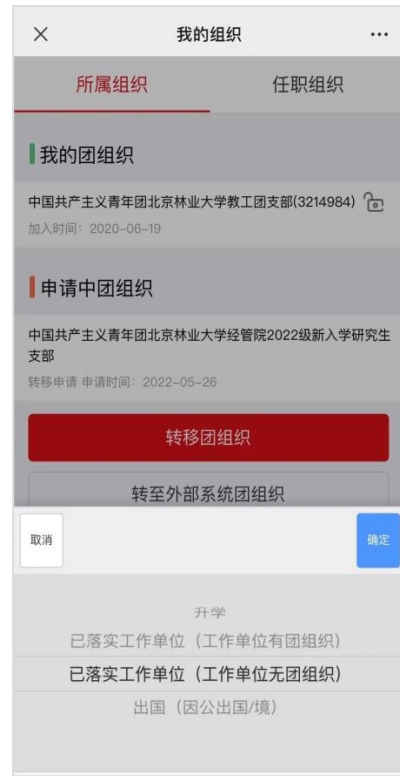 我的组织
所属组织
任职组织
我的团组织
中国共产主义青年团北京林业大学教工团支部(3214984)
加入时间：2020-06-19
申请中团组织
中国共产主义青年团北京林业大学经管院2022级新入学研究生
支部
转移申请 申请时间：2022-05-26
转移团组织
转至外部系统团组织
取消
确定
升学
已落实工作单位（工作单位有团组织）
已落实工作单位（工作单位无团组织）
出国（因公出国/境）